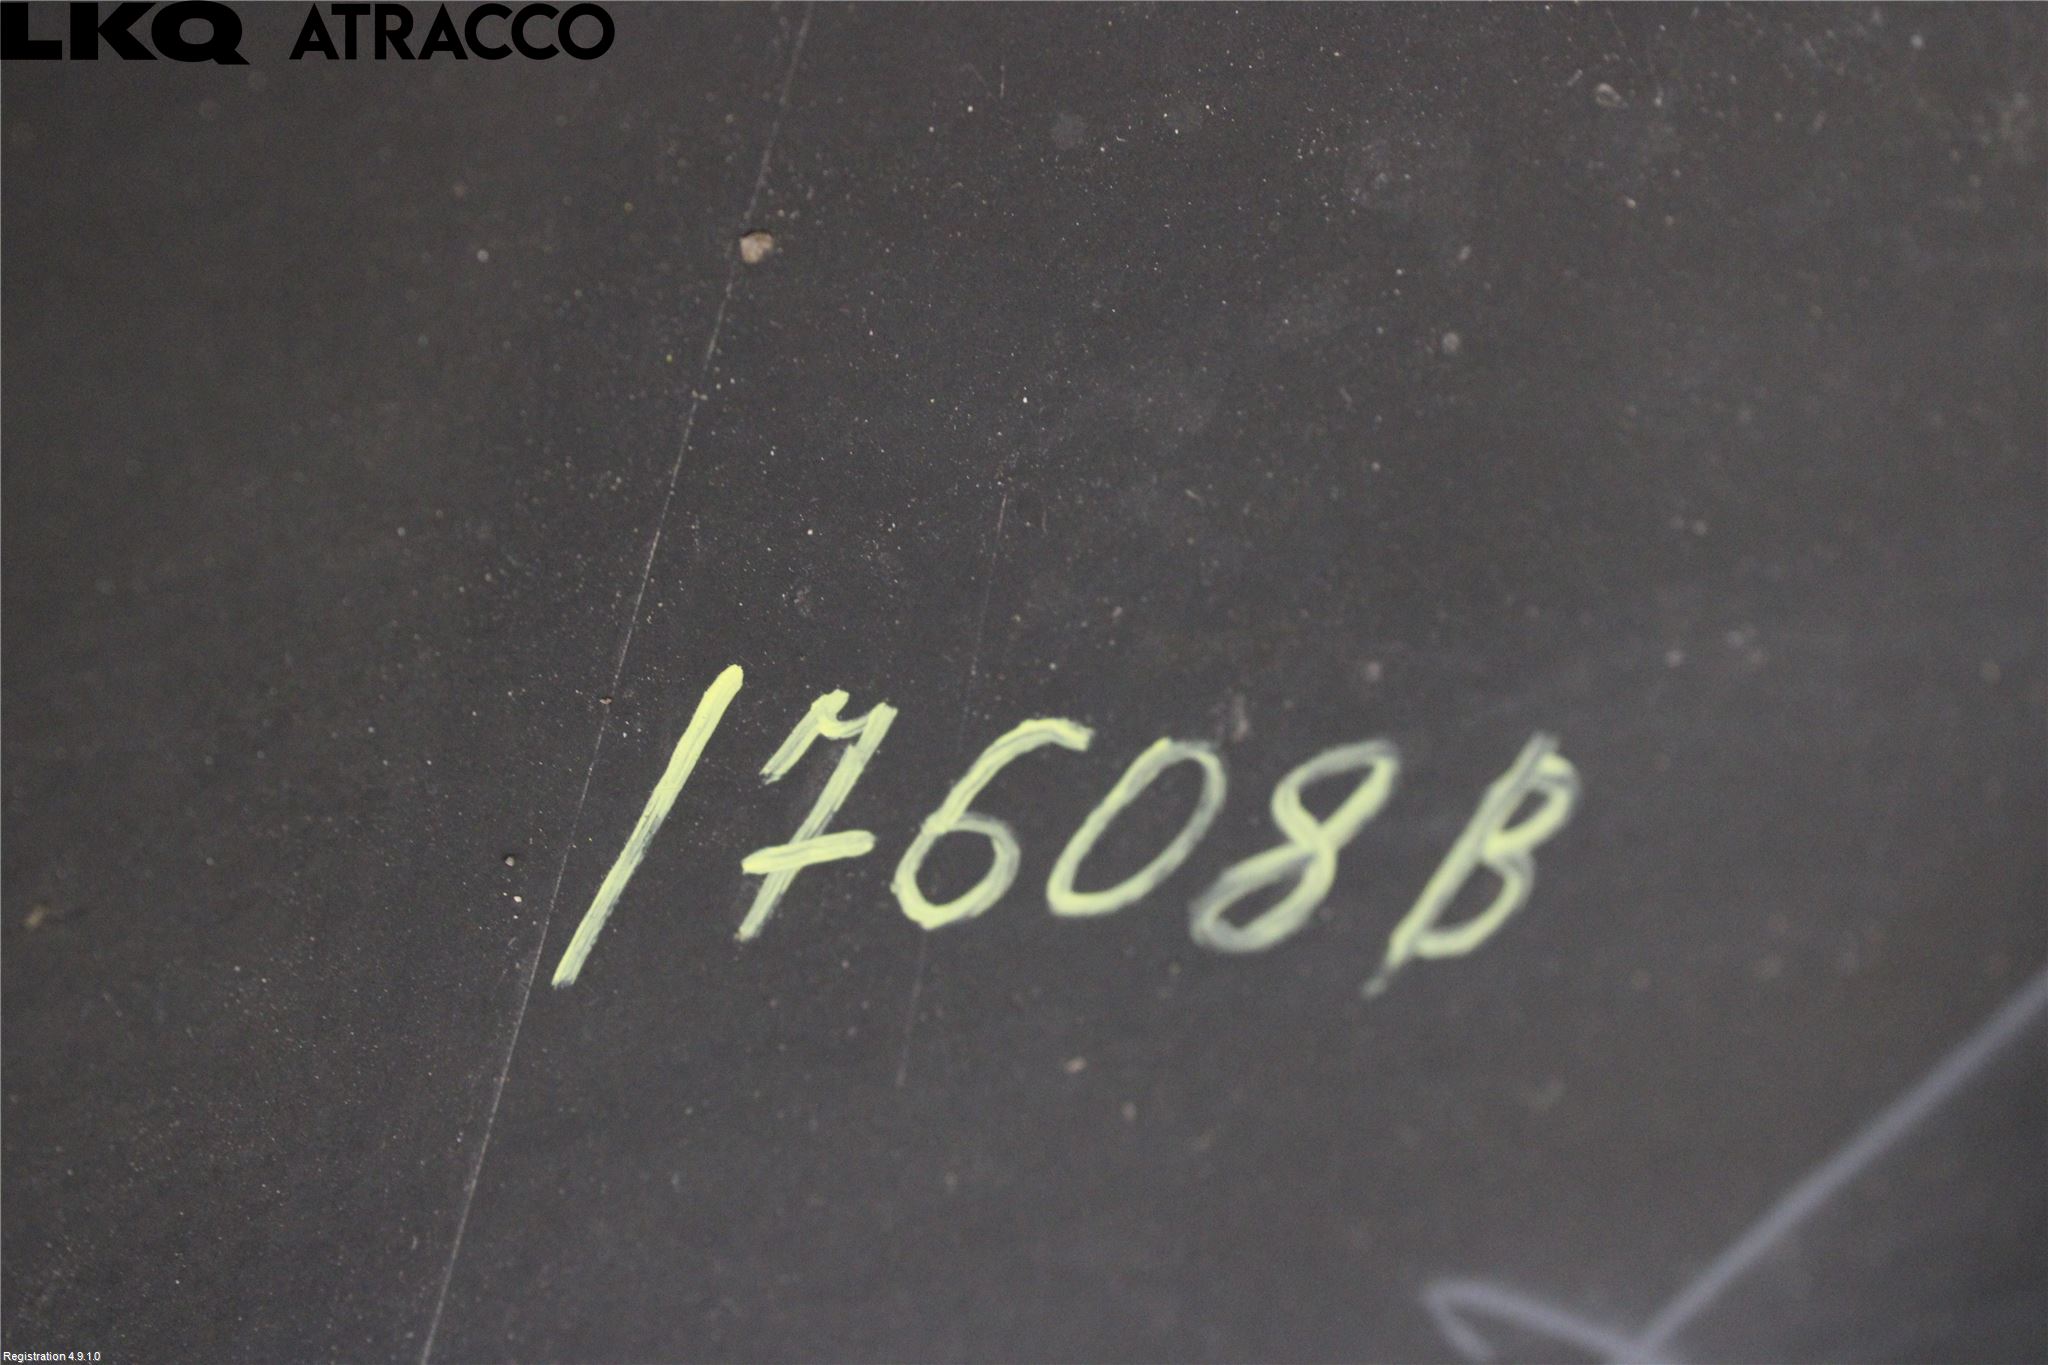 LKQ ATRACCO
17608B
Registration 4.9.1.0